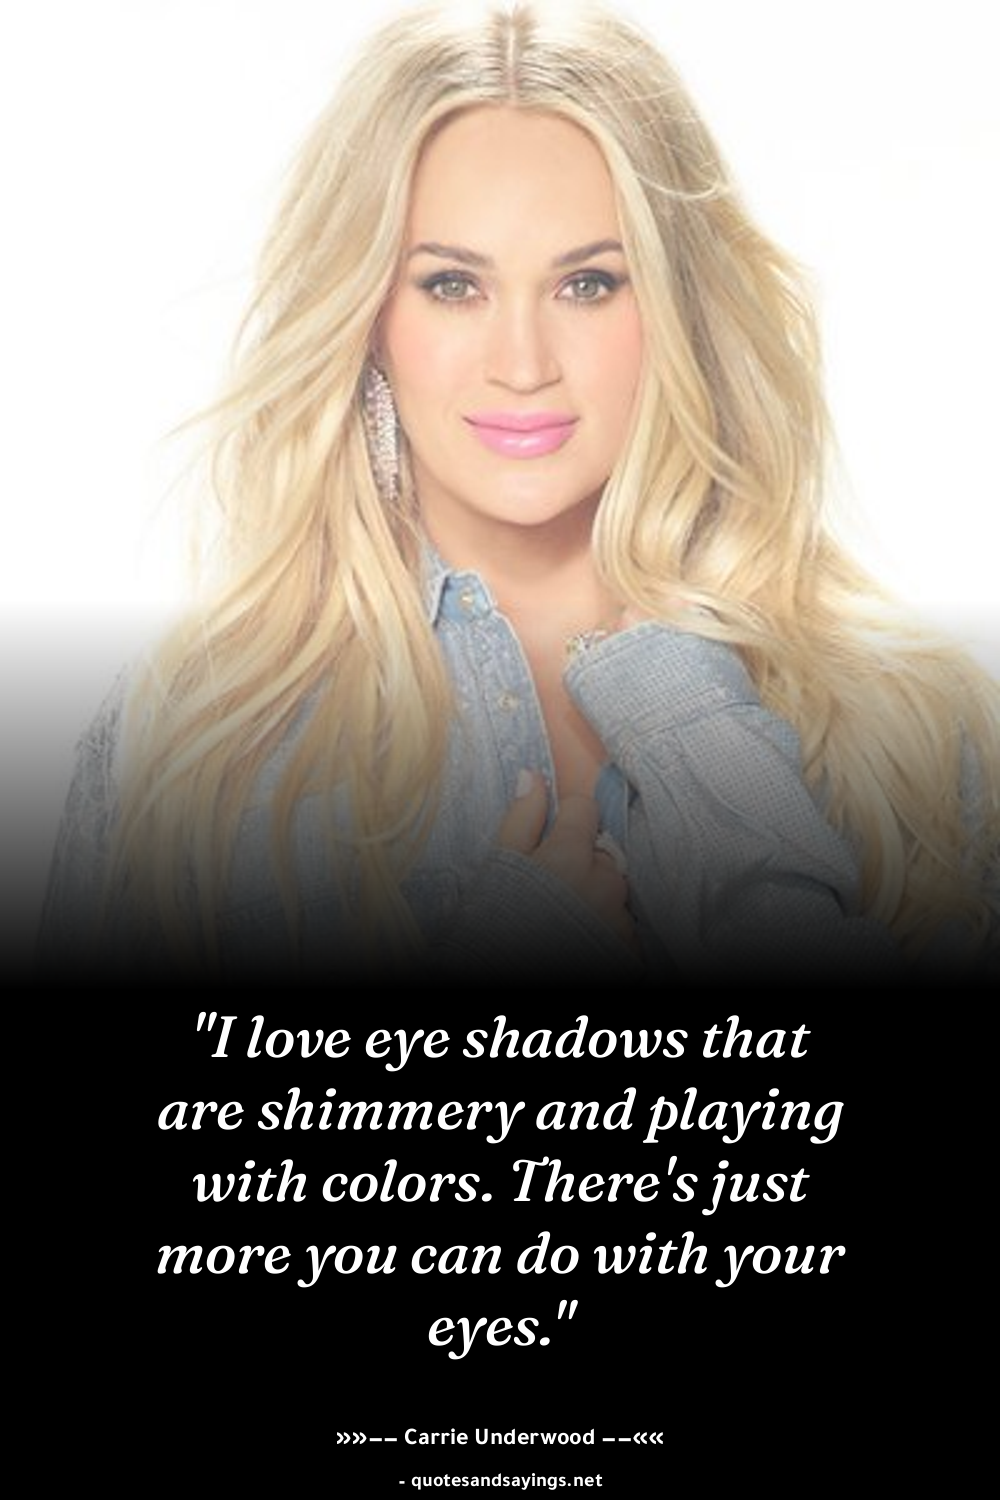 "I love eye shadows that
are shimmery and playing
with colors. There's just
more you can do with your
eyes."
»»−− Carrie Underwood −−««
- quotesandsayings.net